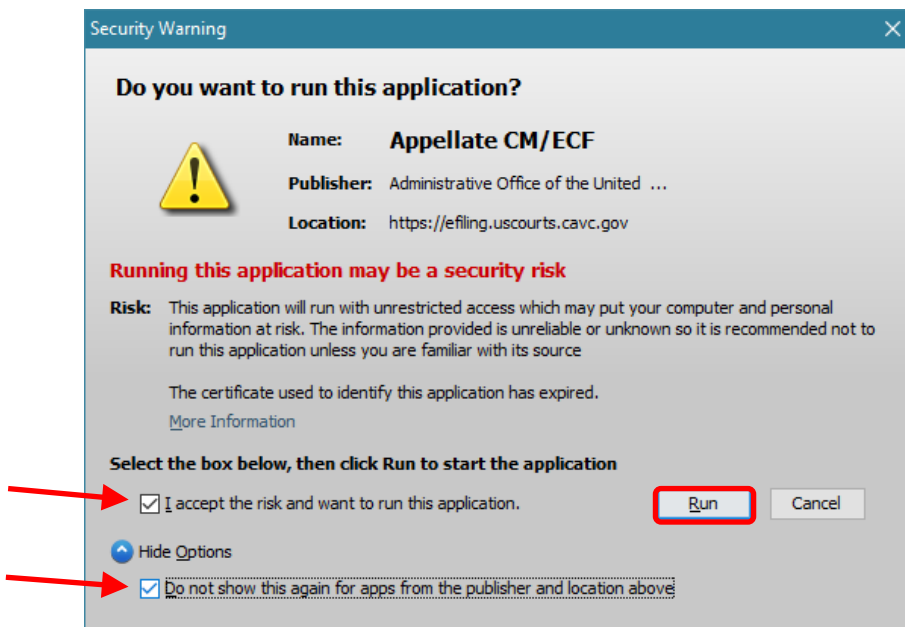 Security Warning
Do you want to run this application?
Name: Appellate CM/ECF
Publisher: Administrative Office of the United ...
Location: https://efiling.uscourts.cavc.gov
Running this application may be a security risk
Risk: This application will run with unrestricted access which may put your computer and personal
information at risk. The information provided is unreliable or unknown so it is recommended not to
run this application unless you are familiar with its source
The certificate used to identify this application has expired.
More Information
Select the box below, then click Run to start the application
I accept the risk and want to run this application. Run Cancel
Hide Options
Do not show this again for apps from the publisher and location above